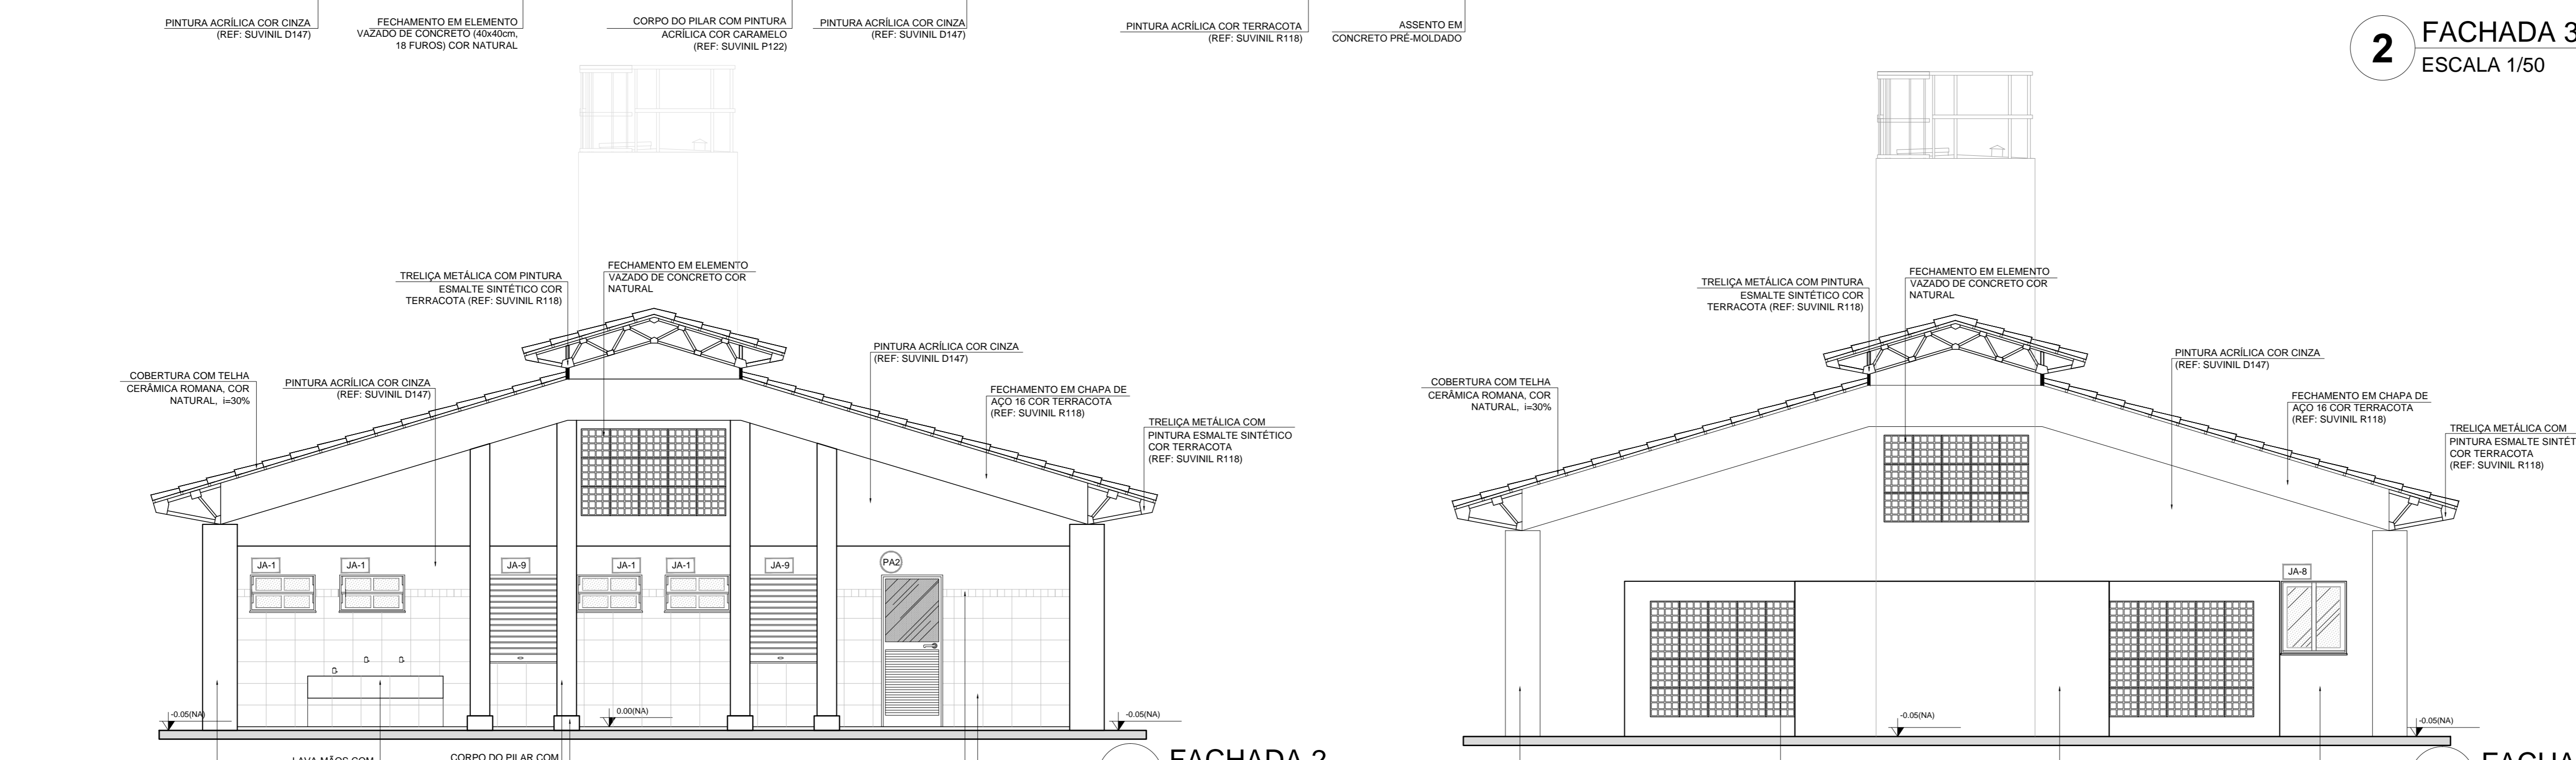 PINTURA ACRÍLICA COR CINZA
(REF: SUVINIL D147)
FECHAMENTO EM ELEMENTO
VAZADO DE CONCRETO (40x40cm,
18 FUROS) COR NATURAL
CORPO DO PILAR COM PINTURA
ACRÍLICA COR CARAMELO
(REF: SUVINIL P122)
PINTURA ACRÍLICA COR CINZA
(REF: SUVINIL D147)
PINTURA ACRÍLICA COR TERRACOTA
(REF: SUVINIL R118)
ASSENTO EM
CONCRETO PRÉ-MOLDADO
2
FACHADA 3
ESCALA 1/50
TRELIÇA METÁLICA COM PINTURA
ESMALTE SINTÉTICO COR
TERRACOTA (REF: SUVINIL R118)
FECHAMENTO EM ELEMENTO
VAZADO DE CONCRETO COR
NATURAL
PINTURA ACRÍLICA COR CINZA
(REF: SUVINIL D147)
COBERTURA COM TELHA
CERÂMICA ROMANA, COR
NATURAL, i=30%
PINTURA ACRÍLICA COR CINZA
(REF: SUVINIL D147)
FECHAMENTO EM CHAPA DE
AÇO 16 COR TERRACOTA
(REF: SUVINIL R118)
TRELIÇA METÁLICA COM
PINTURA ESMALTE SINTÉTICO
COR TERRACOTA
(REF: SUVINIL R118)
JA-1
JA-1
JA-9
JA-1
JA-1
JA-9
PA2
-0.05(NA)
0.00(NA)
-0.05(NA)
LAVA MÃOS COM
CORPO DO PILAR COM
FACHADA 2
TRELIÇA METÁLICA COM PINTURA
ESMALTE SINTÉTICO COR
TERRACOTA (REF: SUVINIL R118)
FECHAMENTO EM ELEMENTO
VAZADO DE CONCRETO COR
NATURAL
PINTURA ACRÍLICA COR CINZA
(REF: SUVINIL D147)
COBERTURA COM TELHA
CERÂMICA ROMANA, COR
NATURAL, i=30%
FECHAMENTO EM CHAPA DE
AÇO 16 COR TERRACOTA
(REF: SUVINIL R118)
TRELIÇA METÁLICA COM
PINTURA ESMALTE SINTÉT
COR TERRACOTA
(REF: SUVINIL R118)
JA-8
-0.05(NA)
-0.05(NA)
FACHA